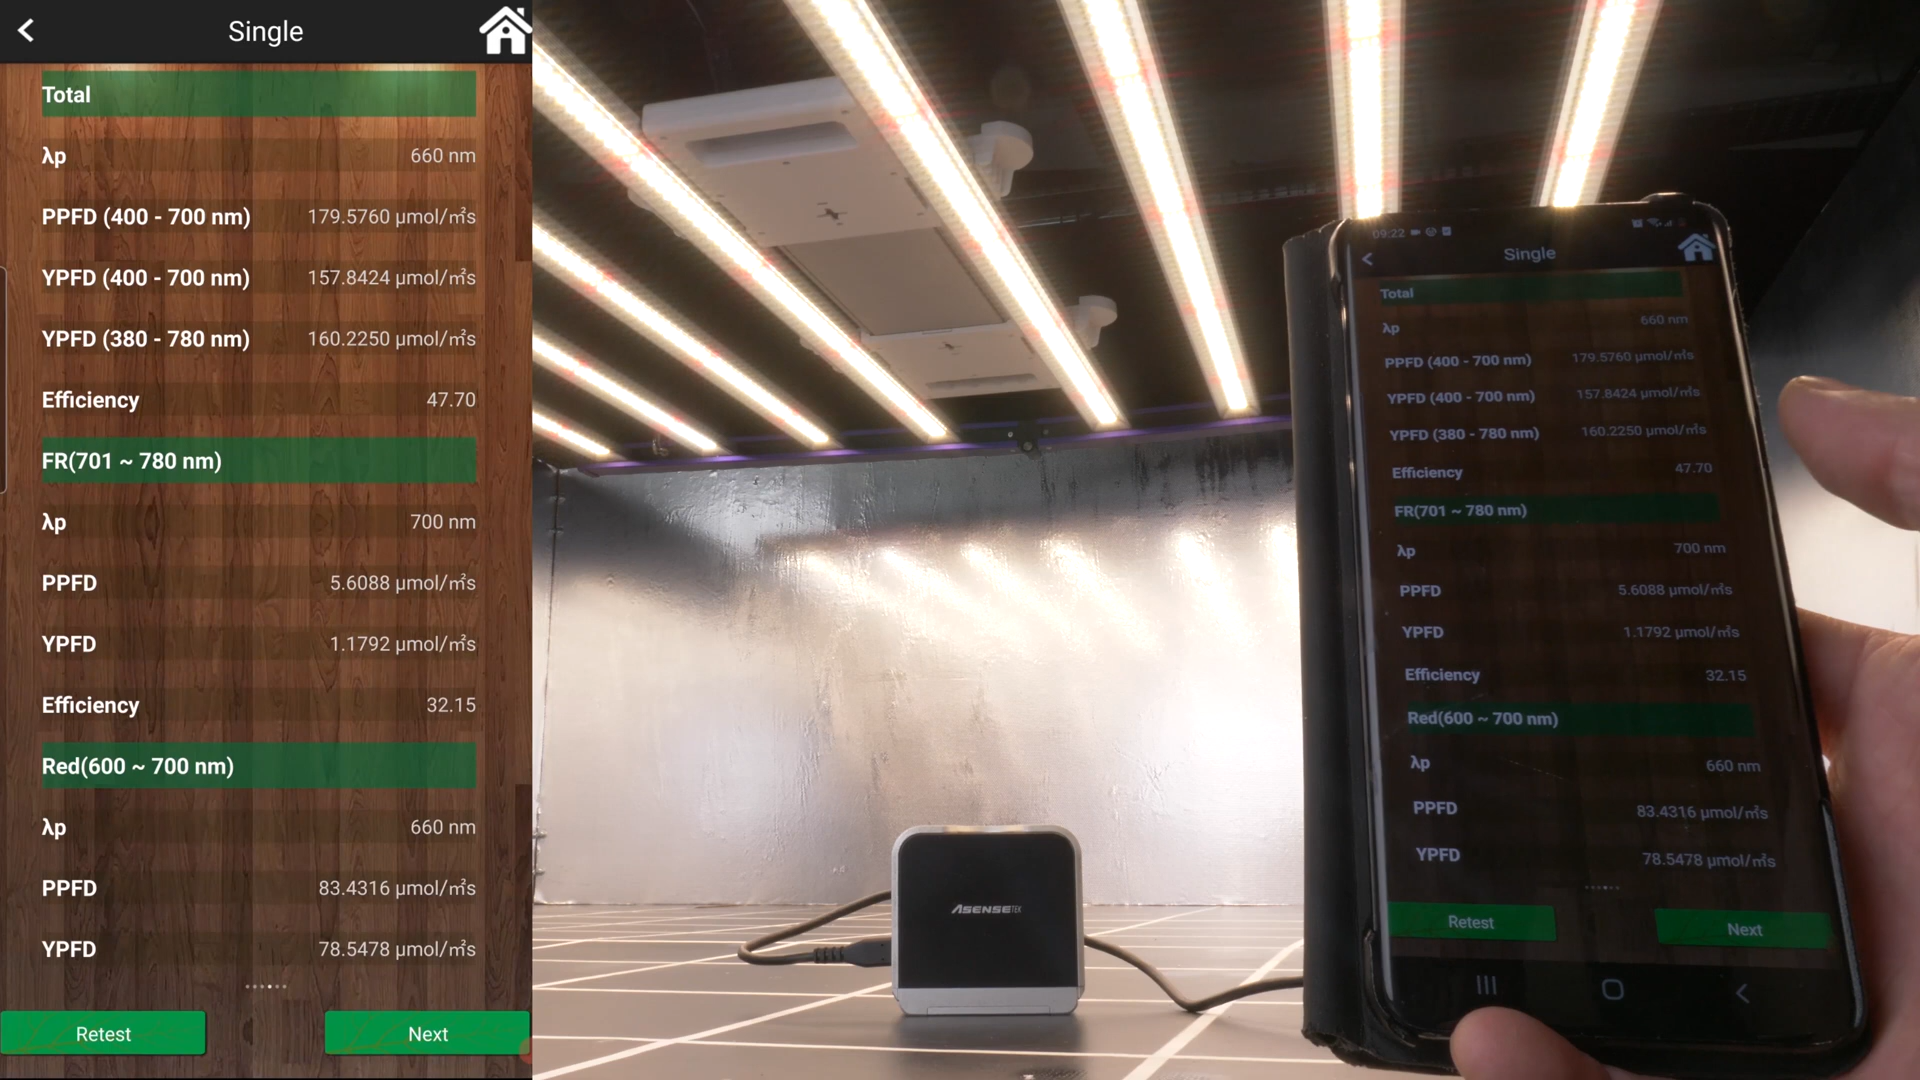 Single
Total
λp 660 nm
PPFD (400 - 700 nm) 179.5760 μmol/㎡s
YPFD (400 - 700 nm) 157.8424 μmol/㎡s
YPFD (380 - 780 nm) 160.2250 μmol/㎡s
Efficiency 47.70
FR(701 ~ 780 nm)
λp 700 nm
PPFD 5.6088 μmol/㎡s
YPFD 1.1792 μmol/㎡s
Efficiency 32.15
Red(600 ~ 700 nm)
λp 660 nm
PPFD 83.4316 μmol/㎡s
YPFD 78.5478 μmol/㎡s
Retest Next
ASENSETEK
09:22
Single
Total
λp 660 nm
PPFD (400 - 700 nm) 179.5760 μmol/㎡s
YPFD (400 - 700 nm) 157.8424 μmol/㎡s
YPFD (380 - 780 nm) 160.2250 μmol/㎡s
Efficiency 47.70
FR(701 ~ 780 nm)
λp 700 nm
PPFD 5.6088 μmol/㎡s
YPFD 1.1792 μmol/㎡s
Efficiency 32.15
Red(600 ~ 700 nm)
λp 660 nm
PPFD 83.4316 μmol/㎡s
YPFD 78.5478 μmol/㎡s
Retest Next